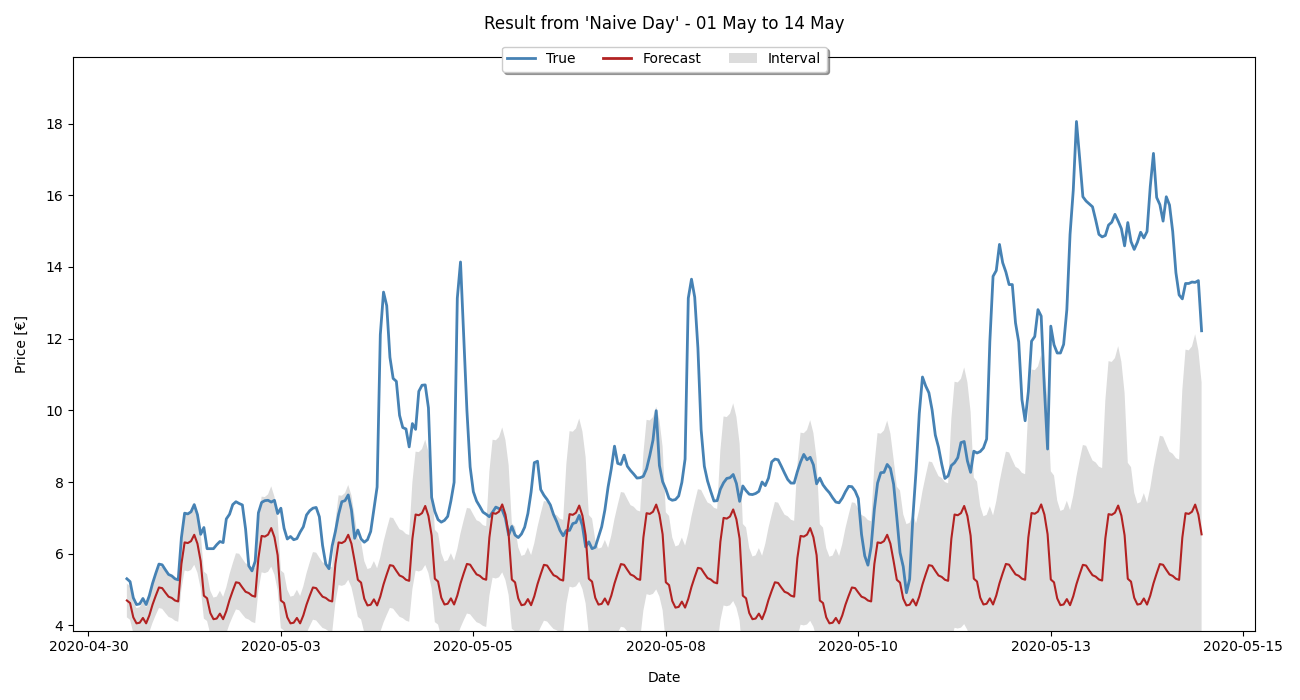 Result from 'Naive Day' - 01 May to 14 May
True Forecast Interval
Price [€]
18
16
14
12
10
8
6
4
2020-04-30 2020-05-03 2020-05-05 2020-05-08 2020-05-10 2020-05-13 2020-05-15
Date